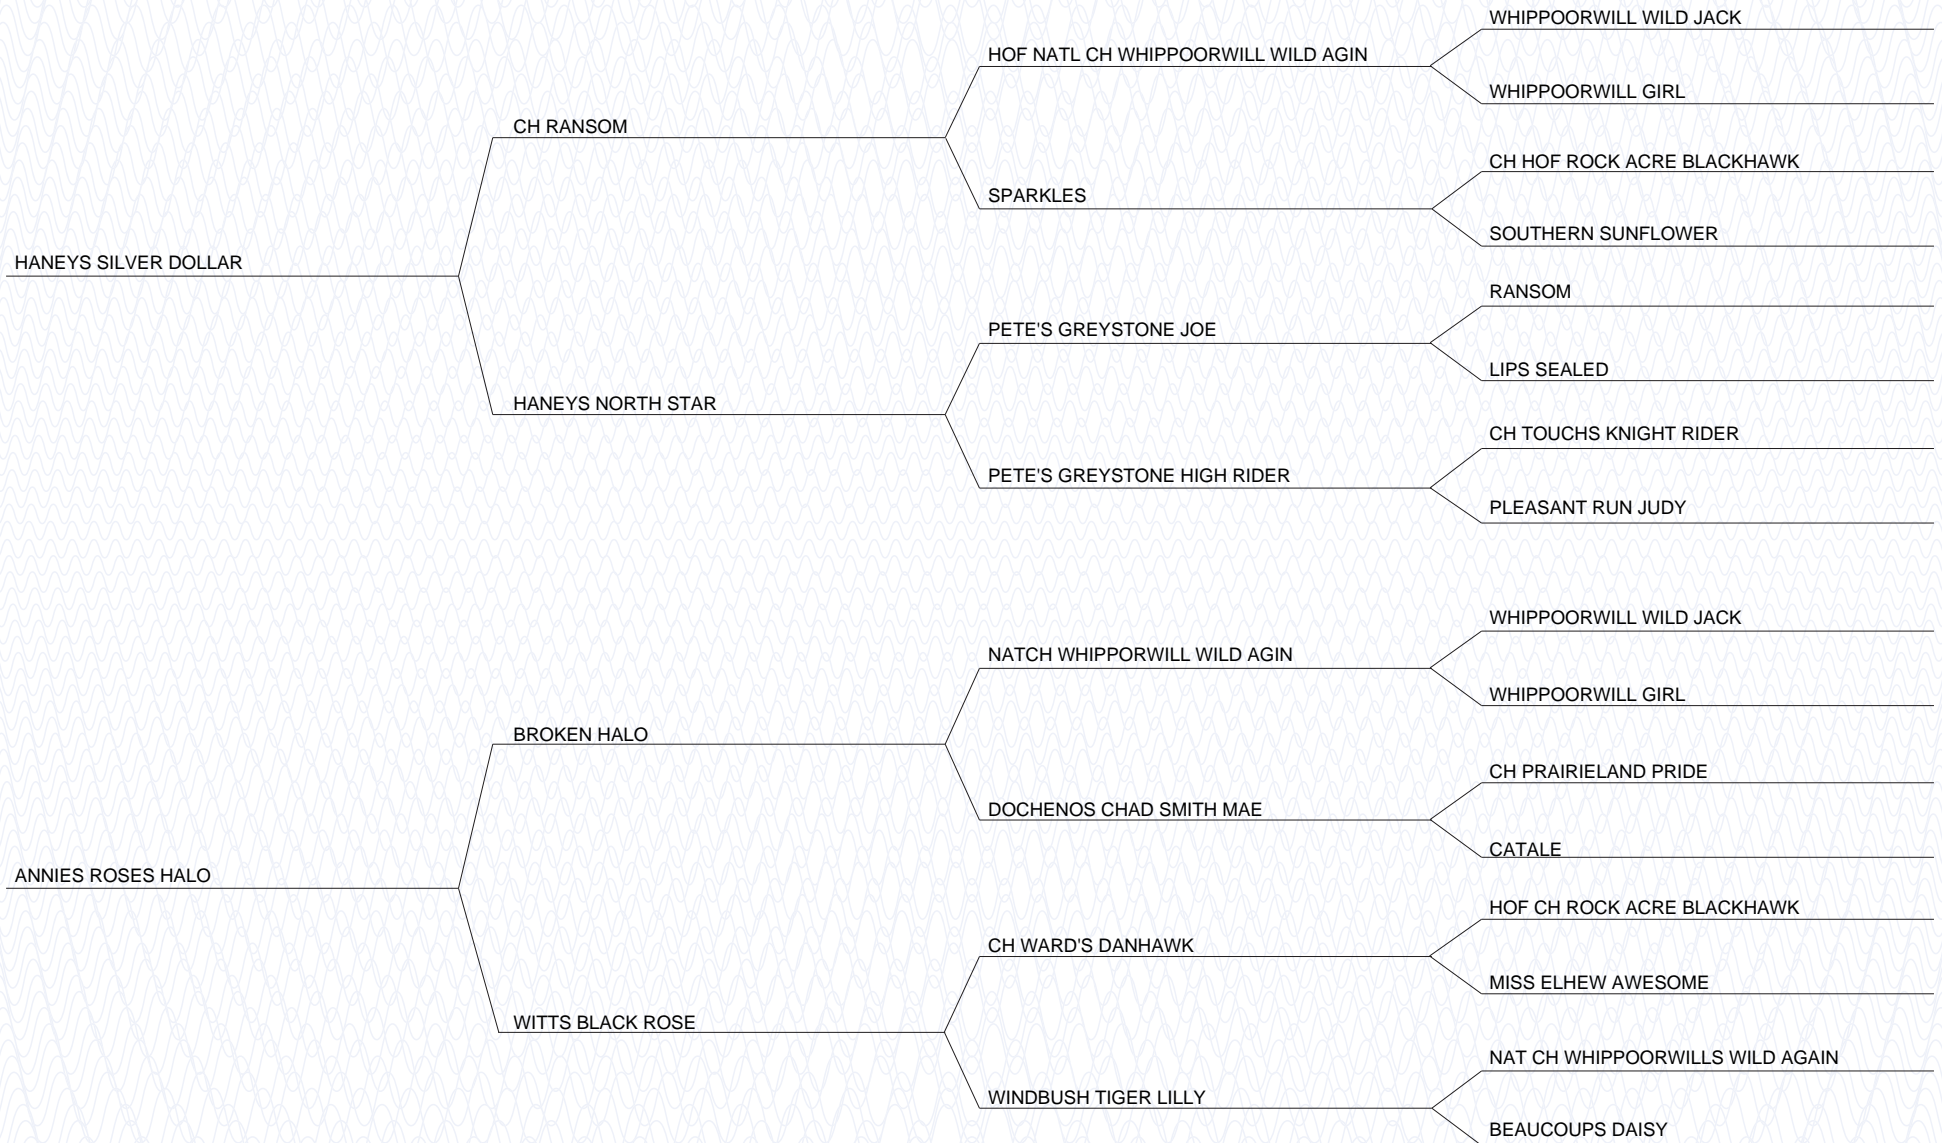 WHIPPOORWILL WILD JACK
HOF NATL CH WHIPPOORWILL WILD AGIN
WHIPPOORWILL GIRL
CH RANSOM
CH HOF ROCK ACRE BLACKHAWK
SPARKLES
SOUTHERN SUNFLOWER
HANEYS SILVER DOLLAR
RANSOM
PETE'S GREYSTONE JOE
LIPS SEALED
HANEYS NORTH STAR
CH TOUCHS KNIGHT RIDER
PETE'S GREYSTONE HIGH RIDER
PLEASANT RUN JUDY
WHIPPOORWILL WILD JACK
NATCH WHIPPORWILL WILD AGIN
WHIPPOORWILL GIRL
BROKEN HALO
CH PRAIRIELAND PRIDE
DOCHENOS CHAD SMITH MAE
CATALE
ANNIES ROSES HALO
HOF CH ROCK ACRE BLACKHAWK
CH WARD'S DANHAWK
MISS ELHEW AWESOME
WITTS BLACK ROSE
NAT CH WHIPPOORWILLS WILD AGAIN
WINDBUSH TIGER LILLY
BEAUCOUPS DAISY